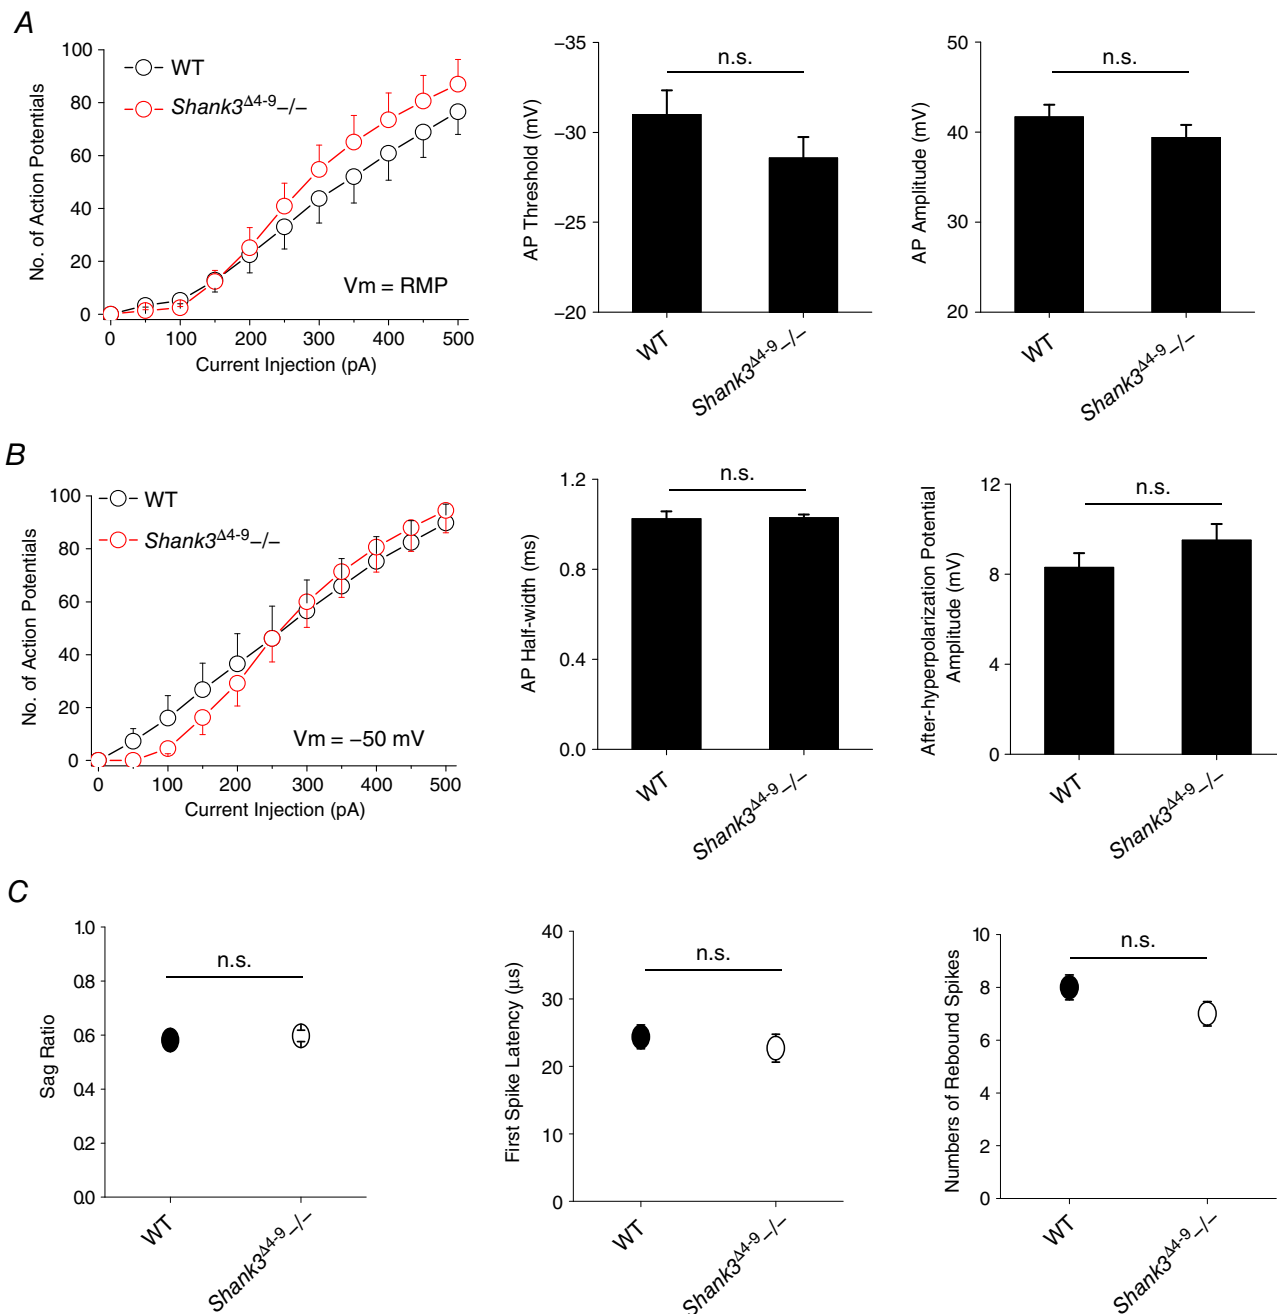 A
No. of Action Potentials
100
80
60
40
20
0
WT
Shank3Δ4-9–/–
Vm = RMP
0 100 200 300 400 500
Current Injection (pA)
AP Threshold (mV)
–35
–30
–25
–20
n.s.
WT
Shank3Δ4-9–/–
AP Amplitude (mV)
50
40
30
20
n.s.
WT
Shank3Δ4-9–/–
B
No. of Action Potentials
100
80
60
40
20
0
WT
Shank3Δ4-9–/–
Vm = –50 mV
0 100 200 300 400 500
Current Injection (pA)
AP Half-width (ms)
1.2
0.8
0.4
0.0
n.s.
WT
Shank3Δ4-9–/–
After-hyperpolarization Potential
Amplitude (mV)
12
8
4
0
n.s.
WT
Shank3Δ4-9–/–
C
Sag Ratio
1.0
0.8
0.6
0.4
0.2
0.0
n.s.
WT
Shank3Δ4-9–/–
First Spike Latency (µs)
40
30
20
10
0
n.s.
WT
Shank3Δ4-9–/–
Numbers of Rebound Spikes
10
8
6
4
2
0
n.s.
WT
Shank3Δ4-9–/–